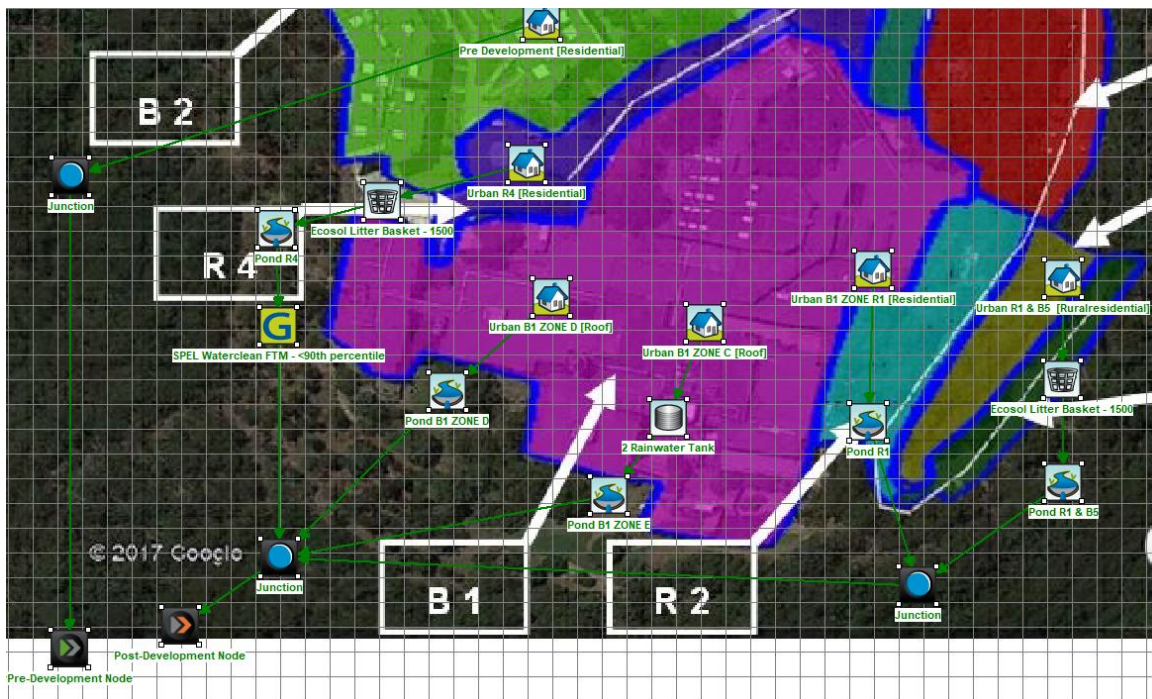 Pre Development [Residential]
B 2
Junction
Urban R4 [Residential]
Ecosol Litter Basket - 1500
Pond R4
R 4
Urban B1 ZONE R1 [Residential]
Urban R1 & B5 [Ruralresidential]
Urban B1 ZONE D [Roof]
Urban B1 ZONE C [Roof]
G
SPEL Waterclean FTM - <90th percentile
Ecosol Litter Basket - 1500
Pond B1 ZONE D
2 Rainwater Tank
Pond R1
Pond R1 & B5
Pond B1 ZONE E
© 2017 Google
Junction
B 1
R 2
Junction
Post-Development Node
Pre-Development Node